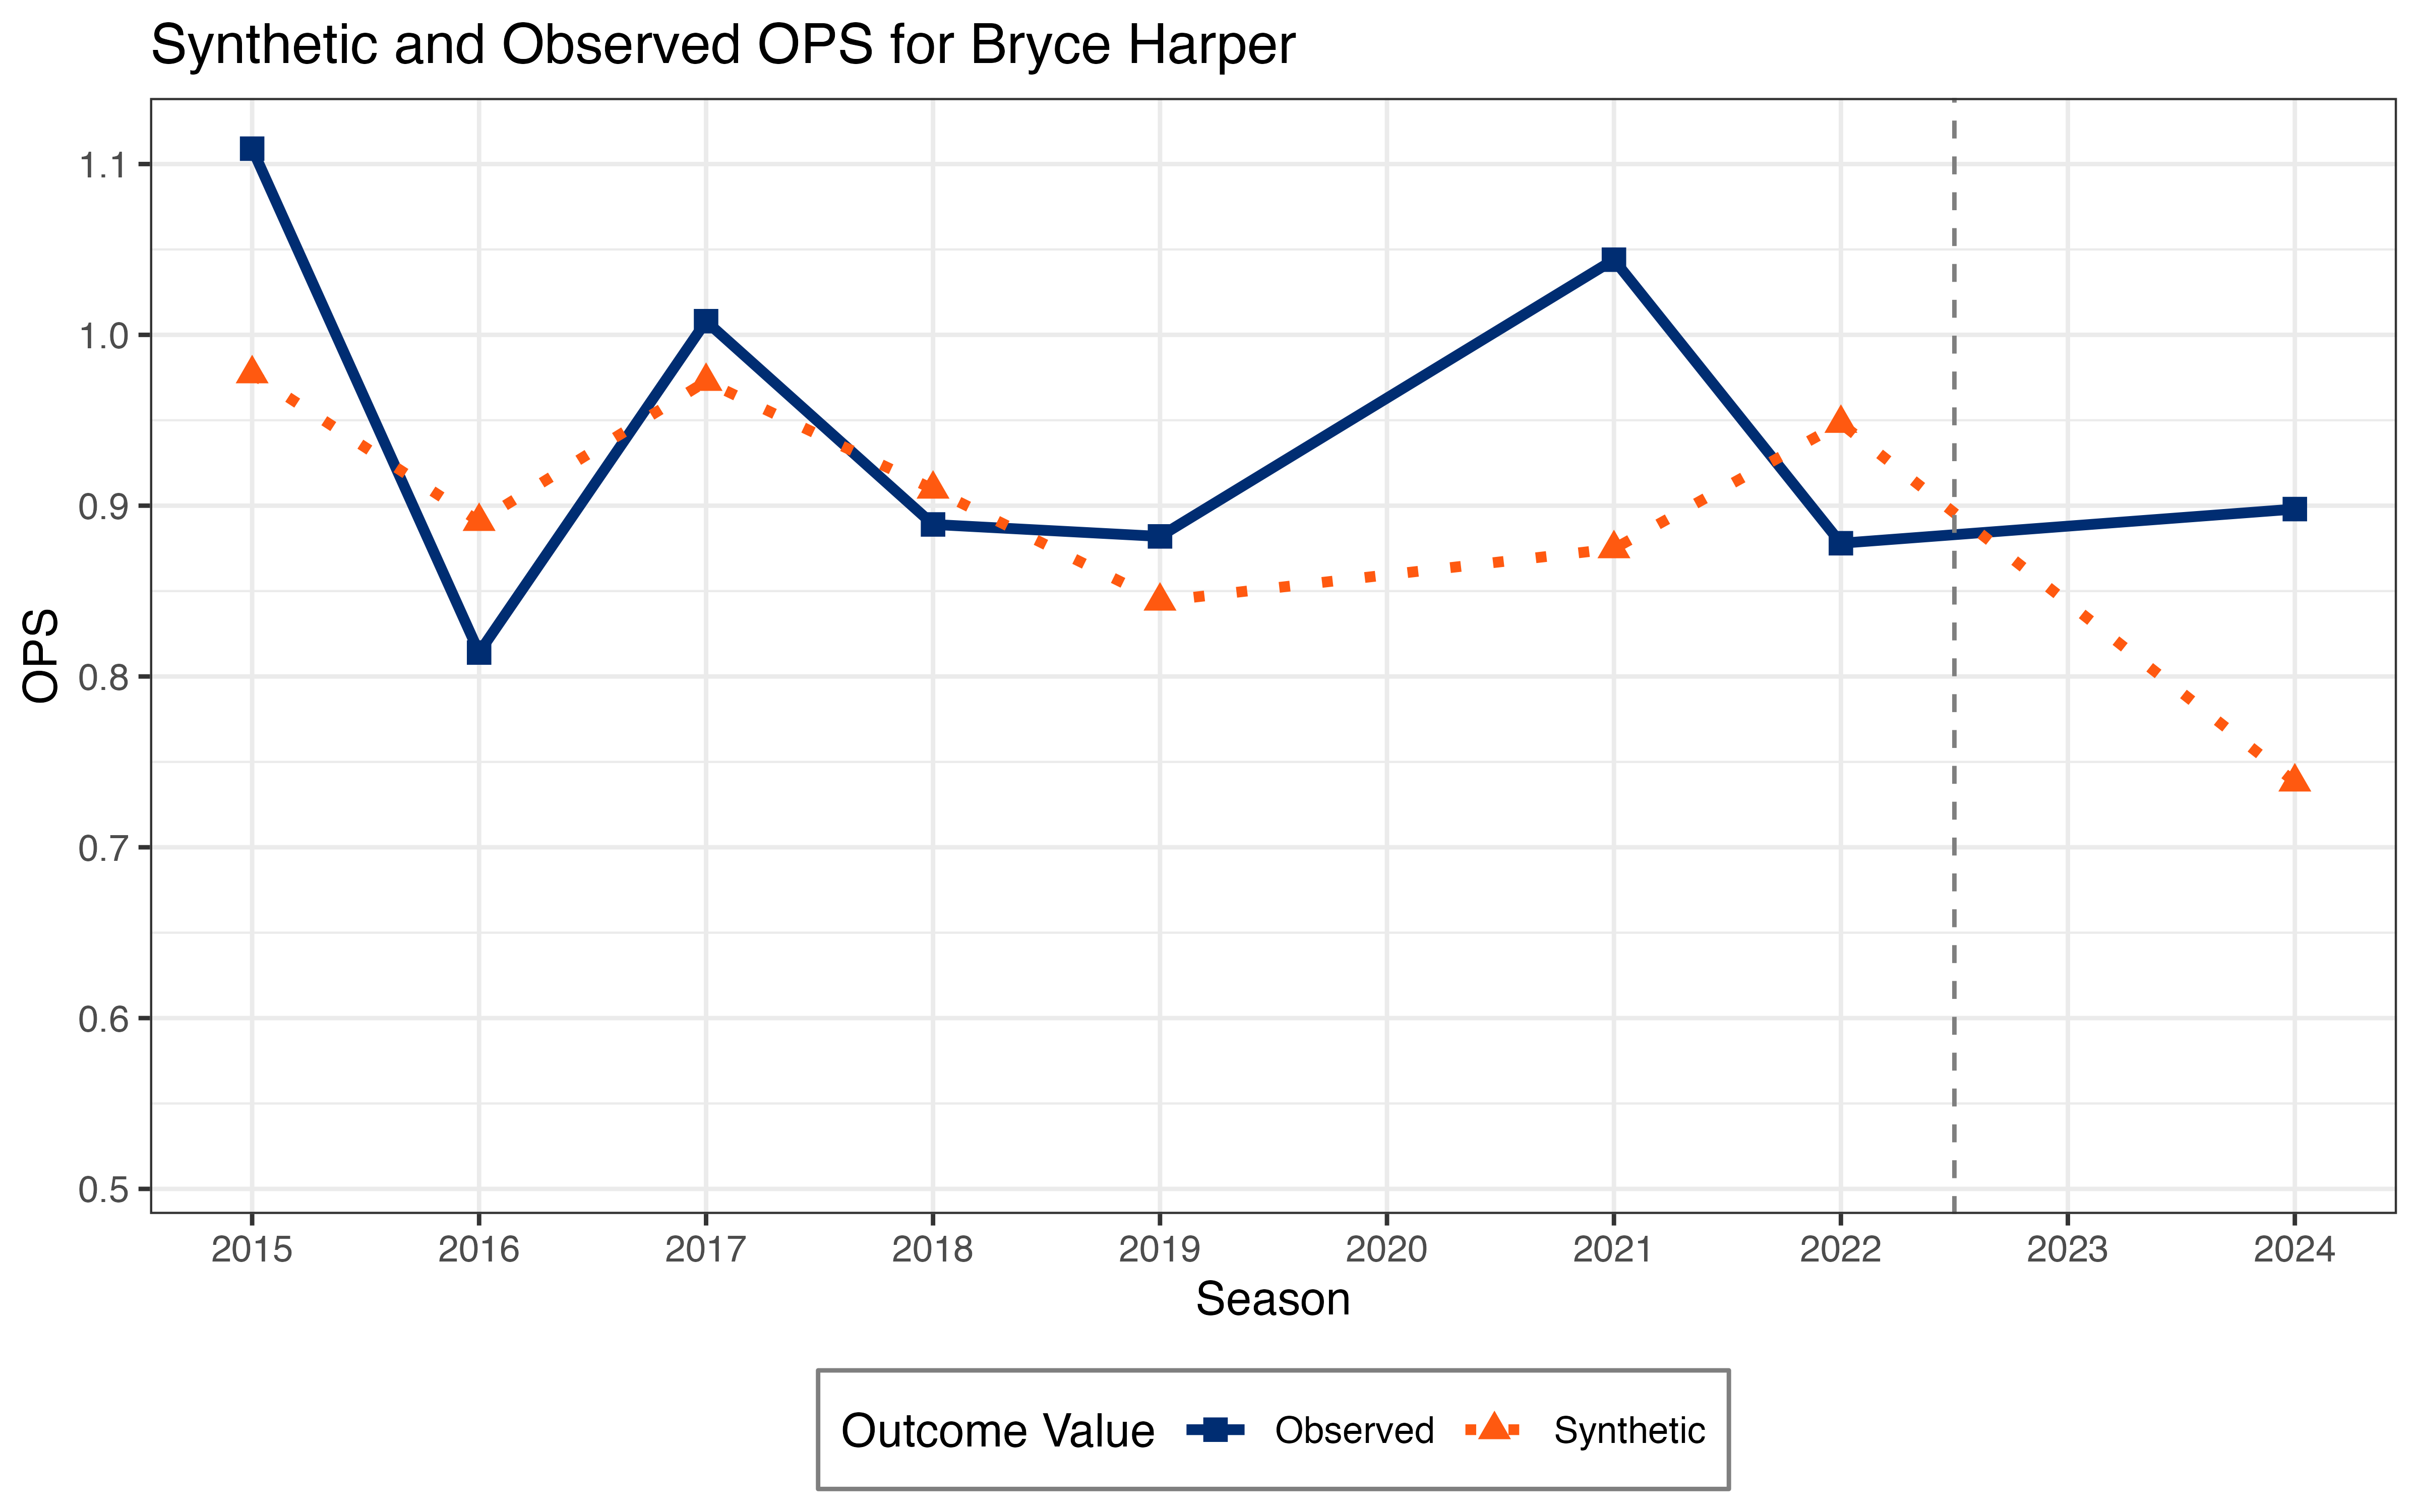 Synthetic and Observed OPS for Bryce Harper
OPS
1.1
1.0
0.9
0.8
0.7
0.6
0.5
2015 2016 2017 2018 2019 2020 2021 2022 2023 2024
Season
Outcome Value Observed Synthetic